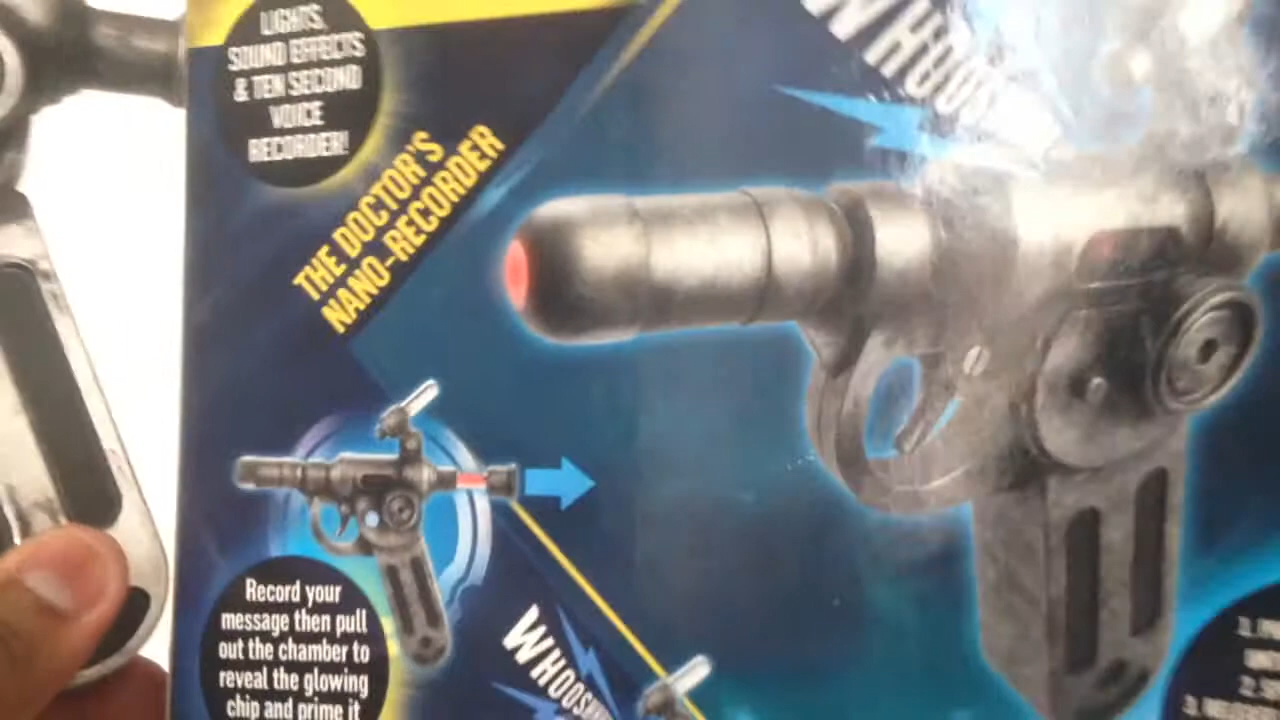 LIGHTS,
SOUND EFFECTS
& TEN SECOND
VOICE
RECORDER!
THE DOCTOR'S
NANO-RECORDER
Record your
message then pull
out the chamber to
reveal the glowing
chip and prime it